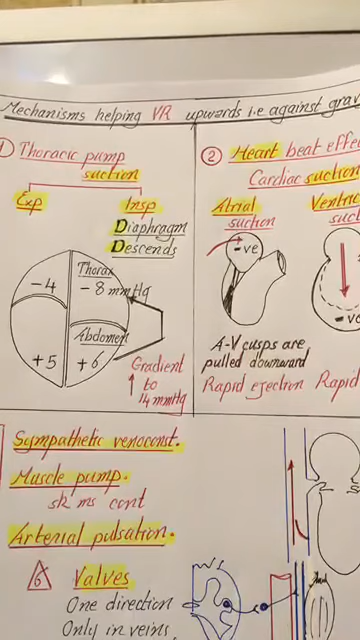 Mechanisms helping VR upwards i.e against grav
1 Thoracic pump
suction
Exp Insp
Diaphragm
Descends
Thorax
-4 -8 mmHg
Abdomen
+5 +6
Gradient
↑ to
14 mmHg
2 Heart beat effe
Cardiac suction
Atrial Ventric
suction suct
-ve
-ve
A-V cusps are
pulled downward
Rapid ejection Rapid
Sympathetic venoconst.
Muscle pump.
sk ms cont
Arterial pulsation.
6 Valves
One direction
Only in veins